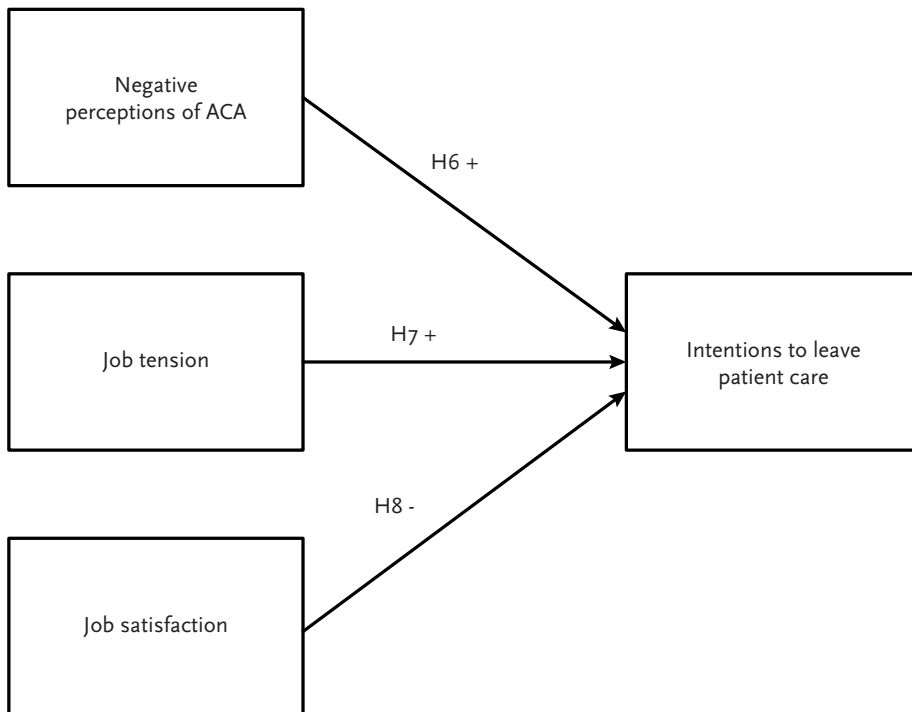 Negative
perceptions of ACA
H6 +
Job tension
H7 +
Intentions to leave
patient care
H8 -
Job satisfaction